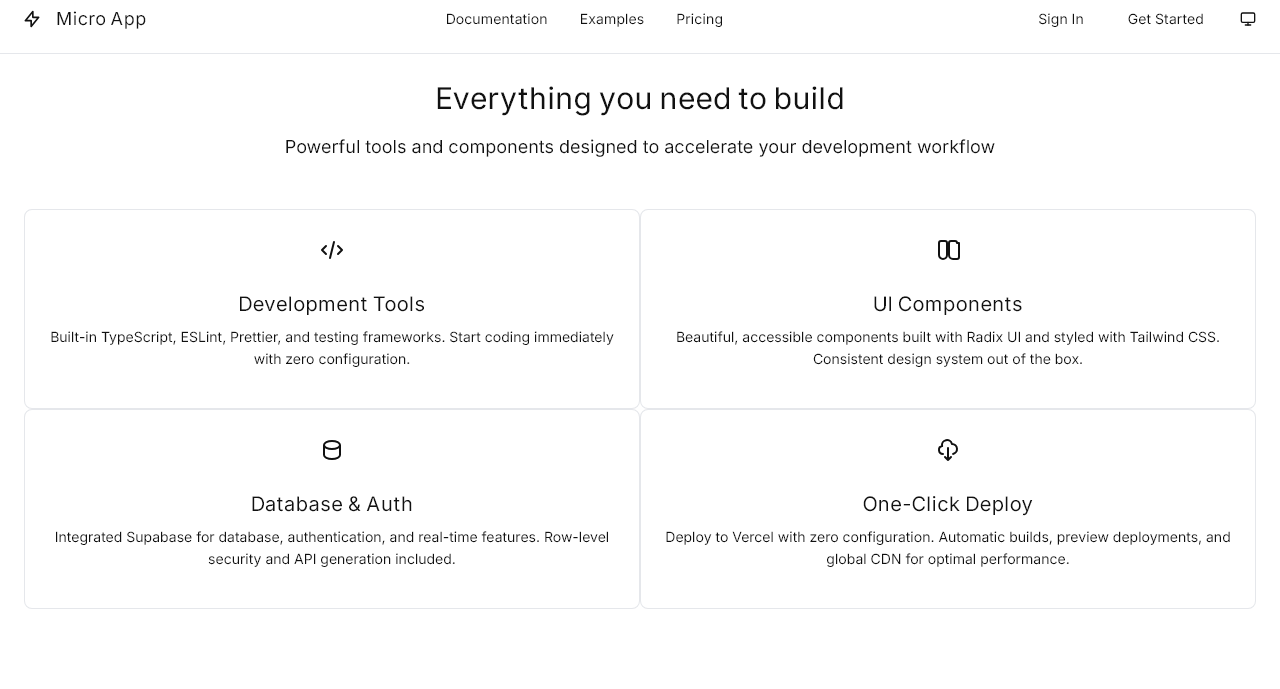 Micro App
Documentation
Examples
Pricing
Sign In
Get Started
Everything you need to build
Powerful tools and components designed to accelerate your development workflow
Development Tools
Built-in TypeScript, ESLint, Prettier, and testing frameworks. Start coding immediately
with zero configuration.
UI Components
Beautiful, accessible components built with Radix UI and styled with Tailwind CSS.
Consistent design system out of the box.
Database & Auth
Integrated Supabase for database, authentication, and real-time features. Row-level
security and API generation included.
One-Click Deploy
Deploy to Vercel with zero configuration. Automatic builds, preview deployments, and
global CDN for optimal performance.